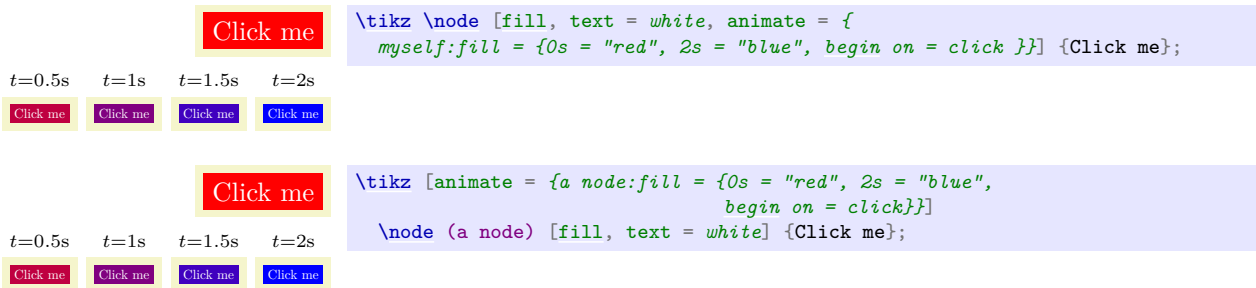 Click me
\tikz \node [fill, text = white, animate = {
myself:fill = {0s = "red", 2s = "blue", begin on = click }}] {Click me};
t=0.5s t=1s t=1.5s t=2s
Click me Click me Click me Click me
Click me
\tikz [animate = {a node:fill = {0s = "red", 2s = "blue",
begin on = click}}]
\node (a node) [fill, text = white] {Click me};
t=0.5s t=1s t=1.5s t=2s
Click me Click me Click me Click me